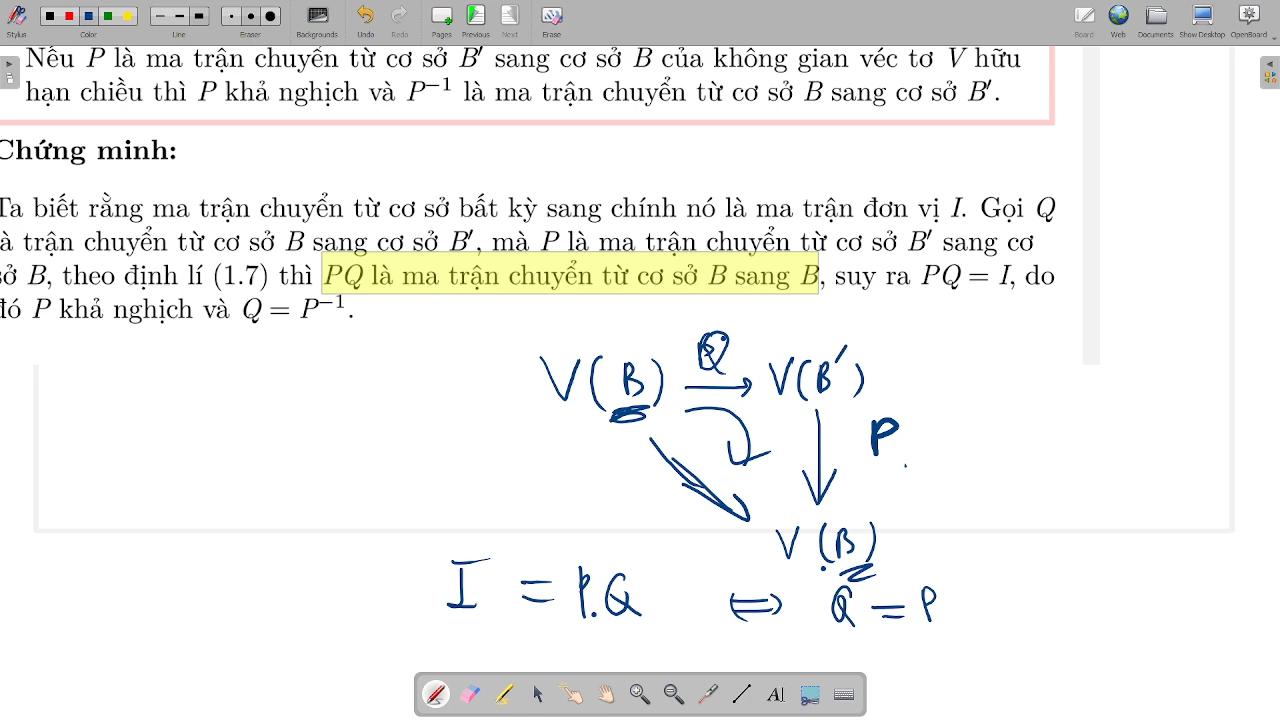 Stylus Color Line Eraser Backgrounds Undo Redo Pages Previous Next Erase Board Web Documents Show Desktop OpenBoard
Nếu P là ma trận chuyển từ cơ sở B′ sang cơ sở B của không gian véc tơ V hữu
hạn chiều thì P khả nghịch và P⁻¹ là ma trận chuyển từ cơ sở B sang cơ sở B′.
Chứng minh:
Ta biết rằng ma trận chuyển từ cơ sở bất kỳ sang chính nó là ma trận đơn vị I. Gọi Q
à trận chuyển từ cơ sở B sang cơ sở B′, mà P là ma trận chuyển từ cơ sở B′ sang cơ
sở B, theo định lí (1.7) thì PQ là ma trận chuyển từ cơ sở B sang B, suy ra PQ = I, do
đó P khả nghịch và Q = P⁻¹.
Q
V(B) → V(B′)
P
V(B)
I = P.Q ⟺ Q = P
AI